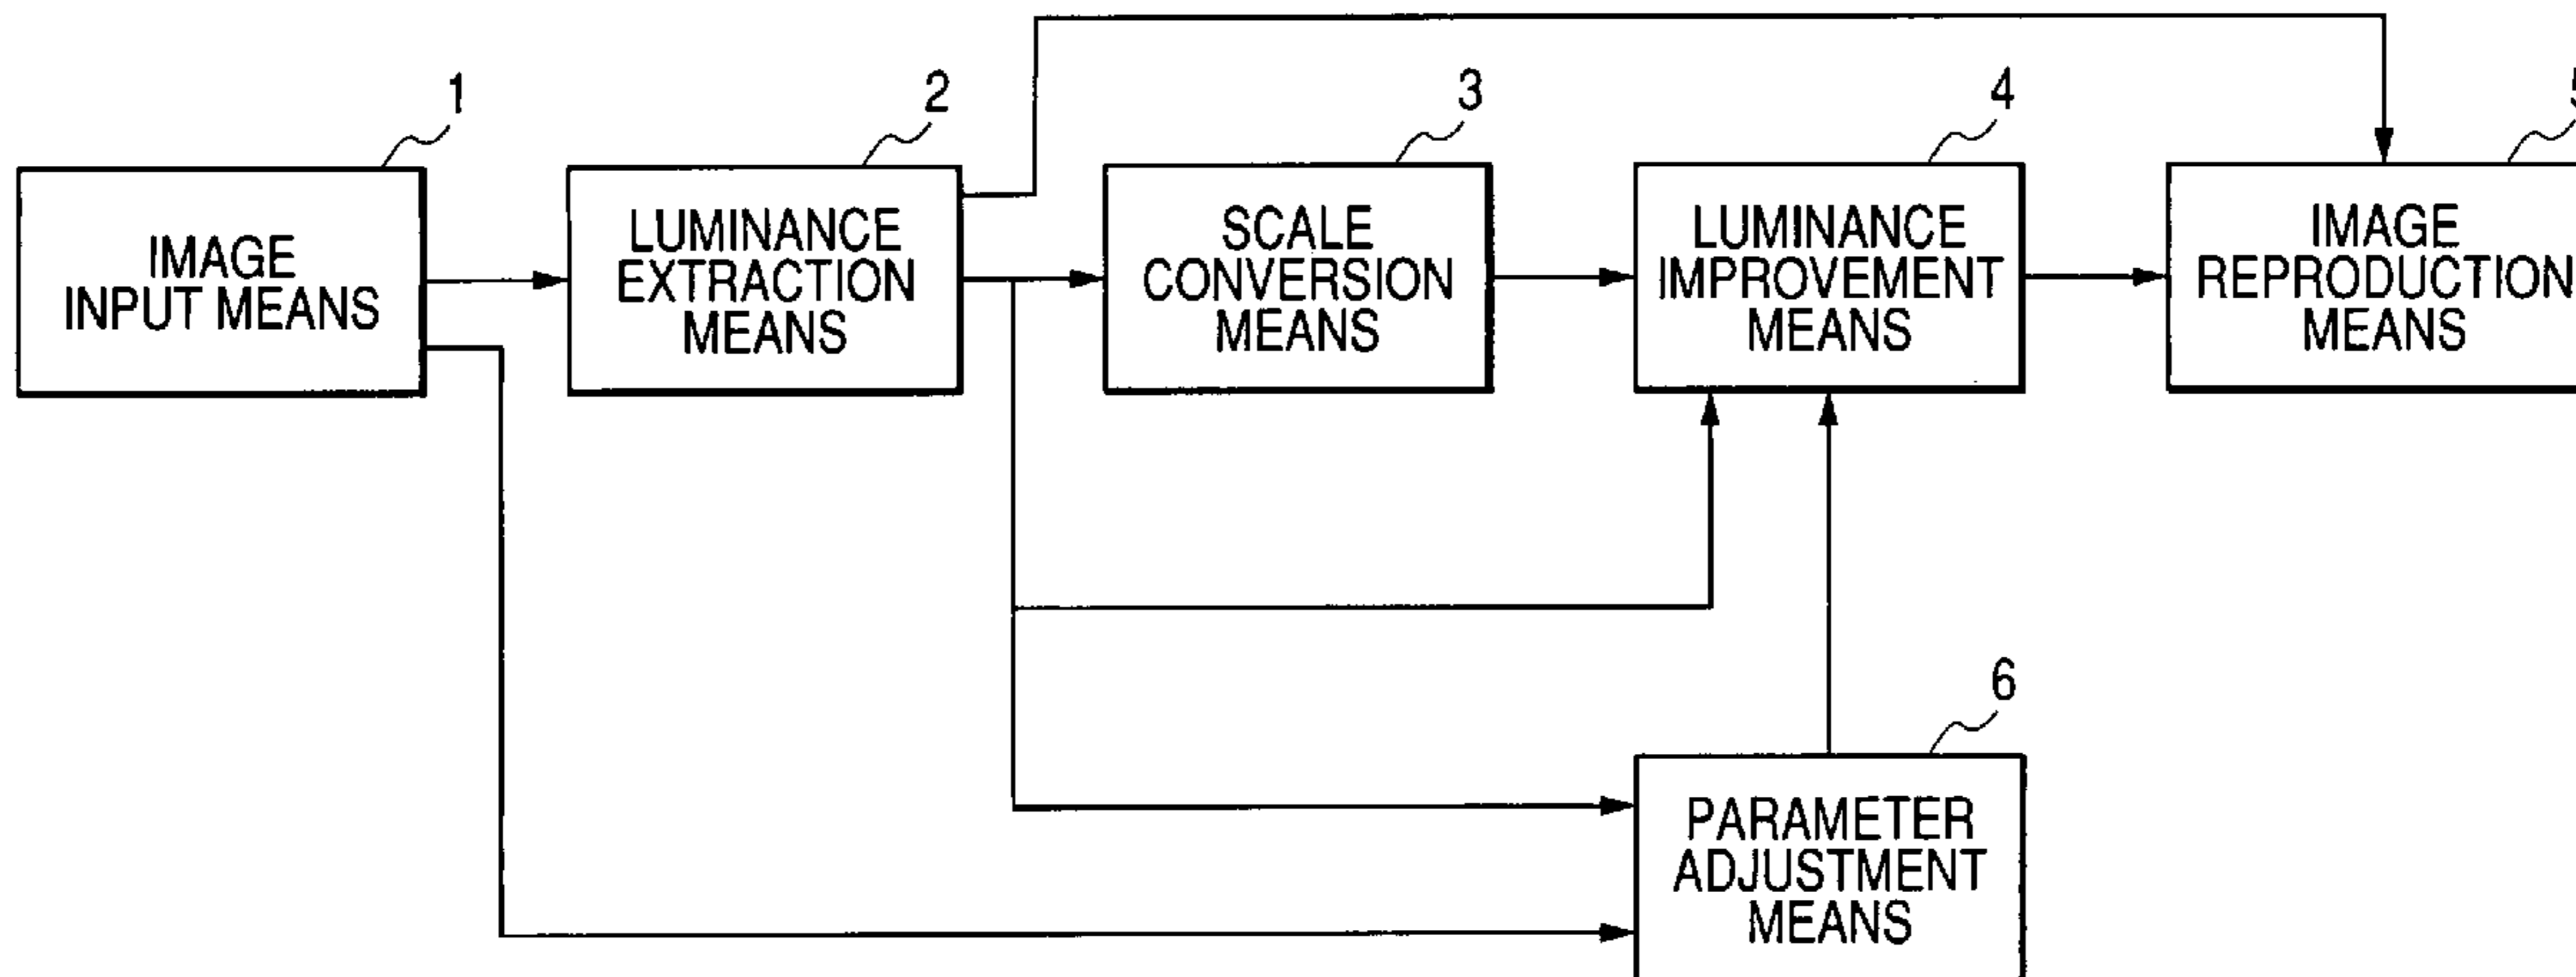 1
2
3
4
5
IMAGE
INPUT MEANS
LUMINANCE
EXTRACTION
MEANS
SCALE
CONVERSION
MEANS
LUMINANCE
IMPROVEMENT
MEANS
IMAGE
REPRODUCTION
MEANS
6
PARAMETER
ADJUSTMENT
MEANS